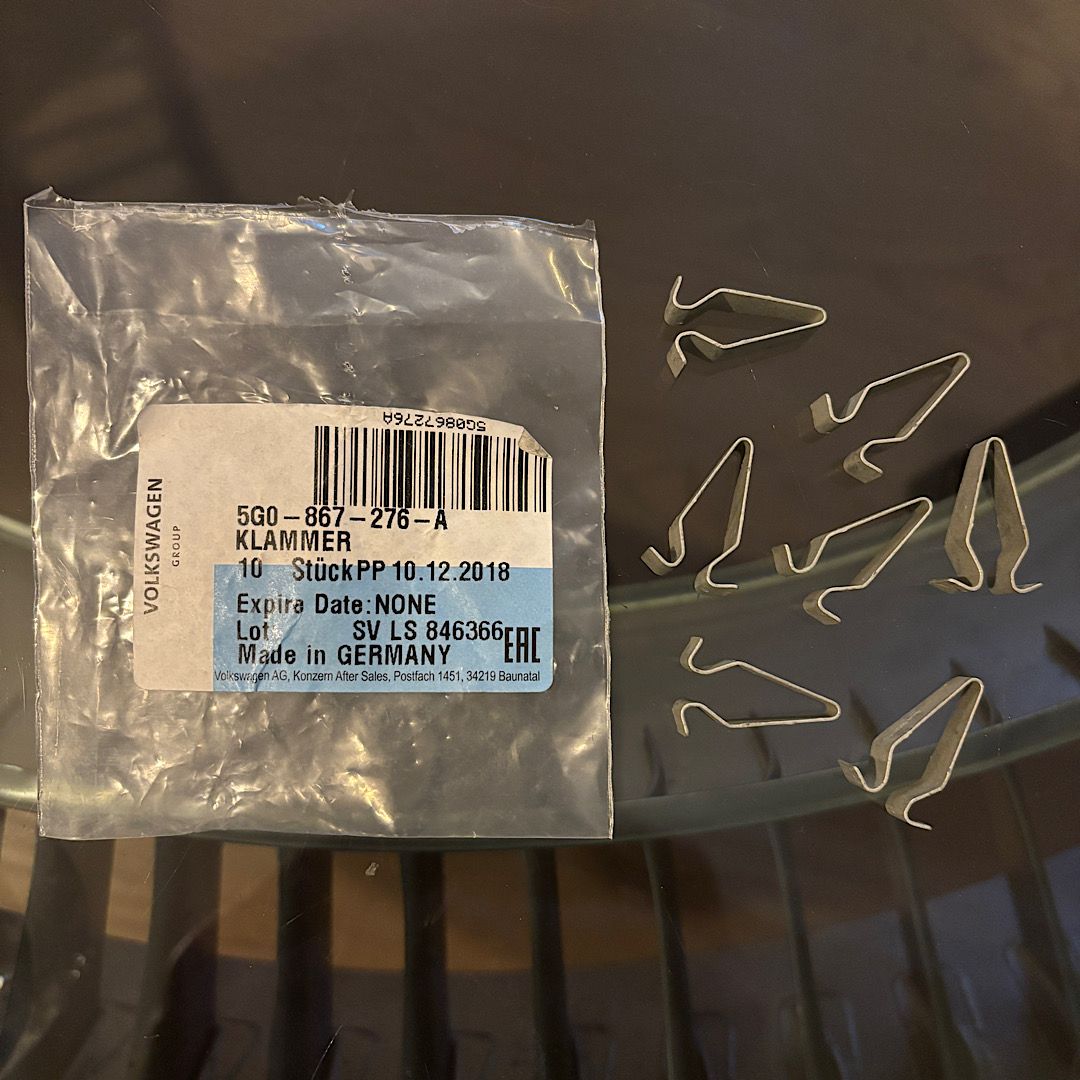 5G0867276A
VOLKSWAGEN
GROUP
5G0-867-276-A
KLAMMER
10 Stück PP 10.12.2018
Expire Date:NONE
Lot. SV LS 846366
Made in GERMANY
EAC
Volkswagen AG, Konzern After Sales, Postfach 1451, 34219 Baunatal